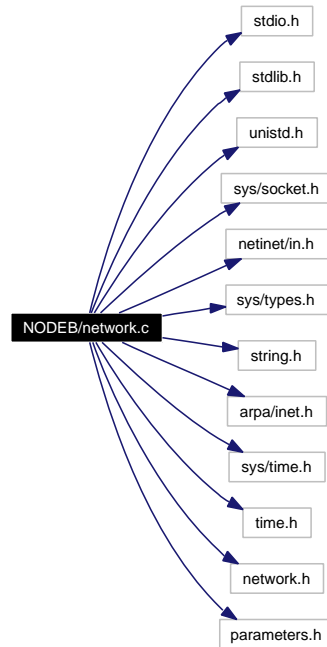 stdio.h
stdlib.h
unistd.h
sys/socket.h
netinet/in.h
sys/types.h
NODEB/network.c
string.h
arpa/inet.h
sys/time.h
time.h
network.h
parameters.h